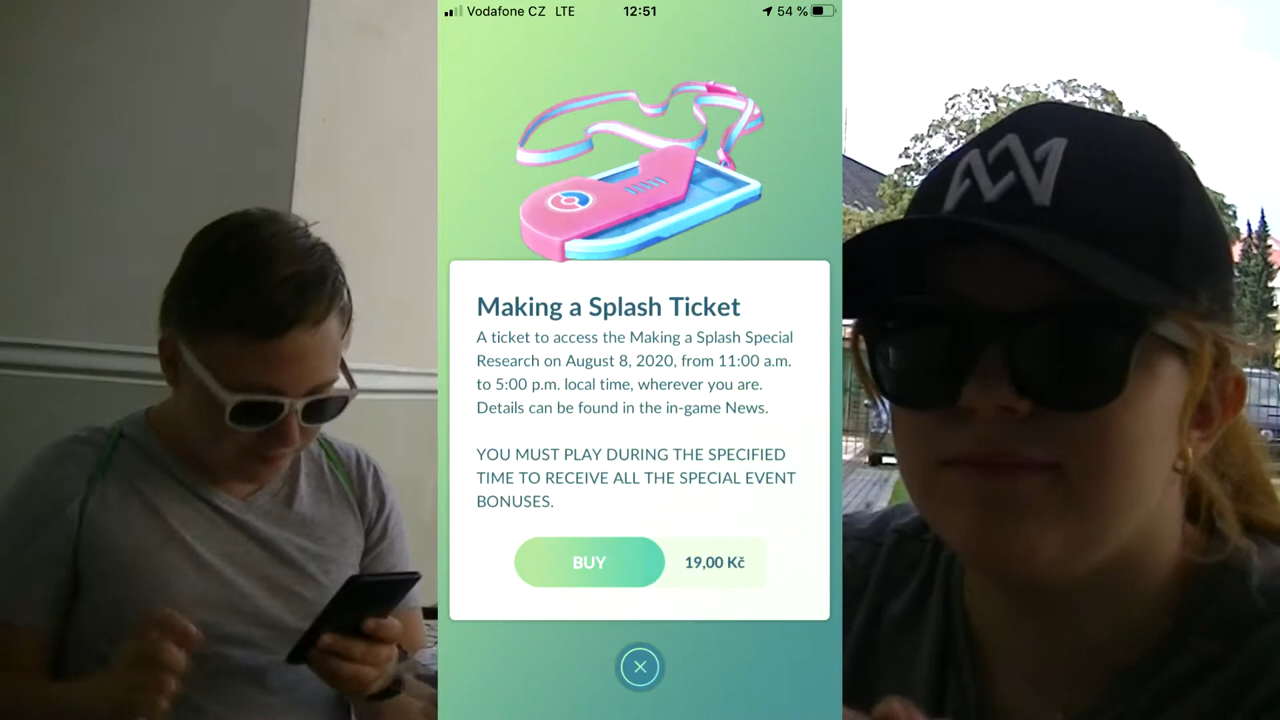 Vodafone CZ LTE 12:51 54 %
Making a Splash Ticket
A ticket to access the Making a Splash Special
Research on August 8, 2020, from 11:00 a.m.
to 5:00 p.m. local time, wherever you are.
Details can be found in the in-game News.
YOU MUST PLAY DURING THE SPECIFIED
TIME TO RECEIVE ALL THE SPECIAL EVENT
BONUSES.
BUY 19,00 Kč